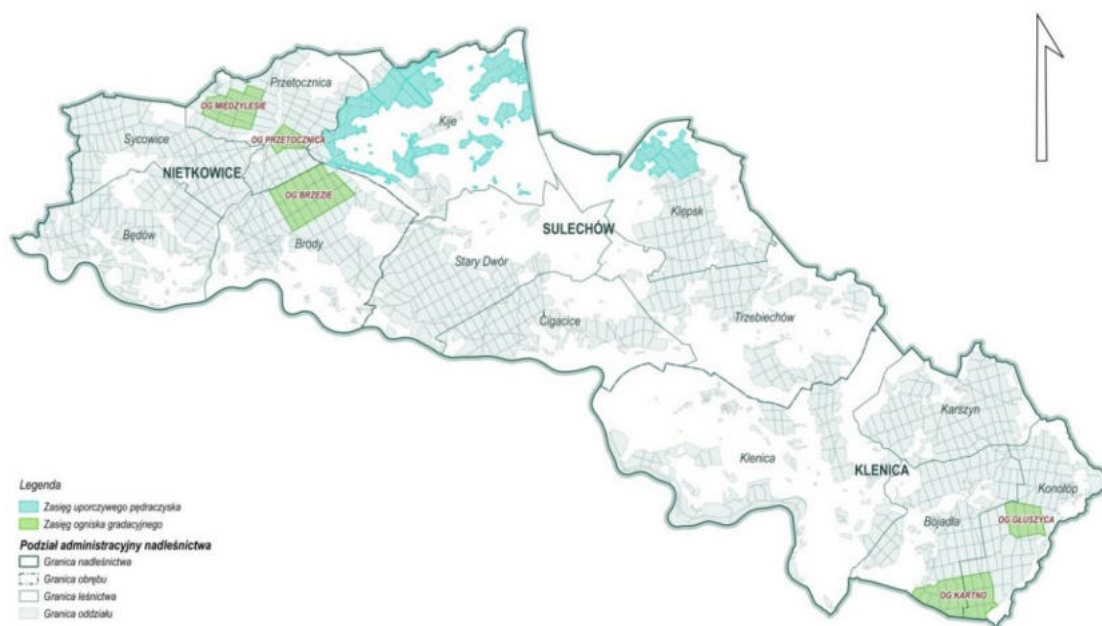 Przetocznica
OG MIĘDZYLESIE
Kije
Sycowice
OG PRZETOCZNICA
NIETKOWICE
OG BRZEZIE
Będów
Brody
Klępsk
SULECHÓW
Stary Dwór
Cigacice
Trzebiechów
Karszyn
Klenica
KLENICA
Konotop
Bojadła
OG GŁUSZYCA
OG KARTNO
Legenda
Zasięg uporczywego pędraczyska
Zasięg ogniska gradacyjnego
Podział administracyjny nadleśnictwa
Granica nadleśnictwa
Granica obrębu
Granica leśnictwa
Granica oddziału